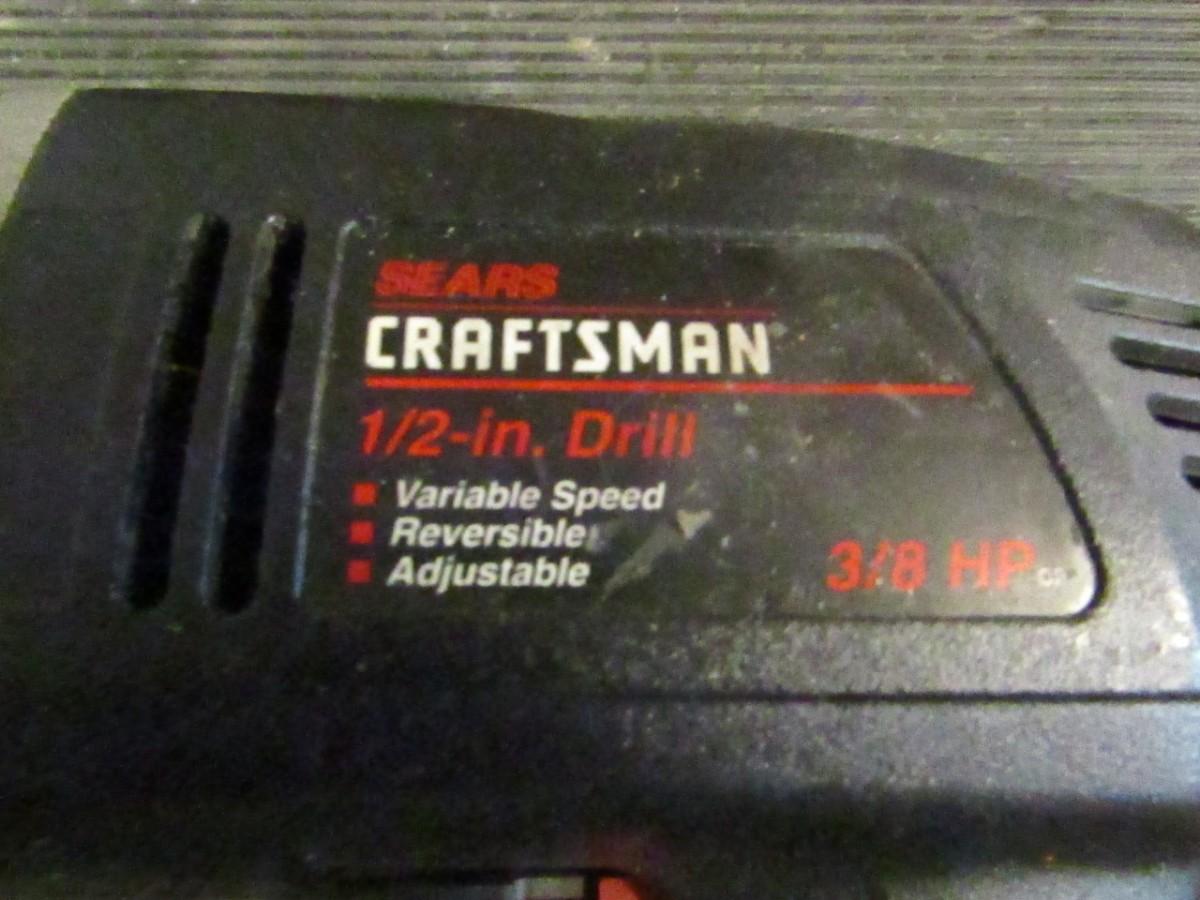 SEARS
CRAFTSMAN
1/2-in. Drill
Variable Speed
Reversible
Adjustable
3/8 HP